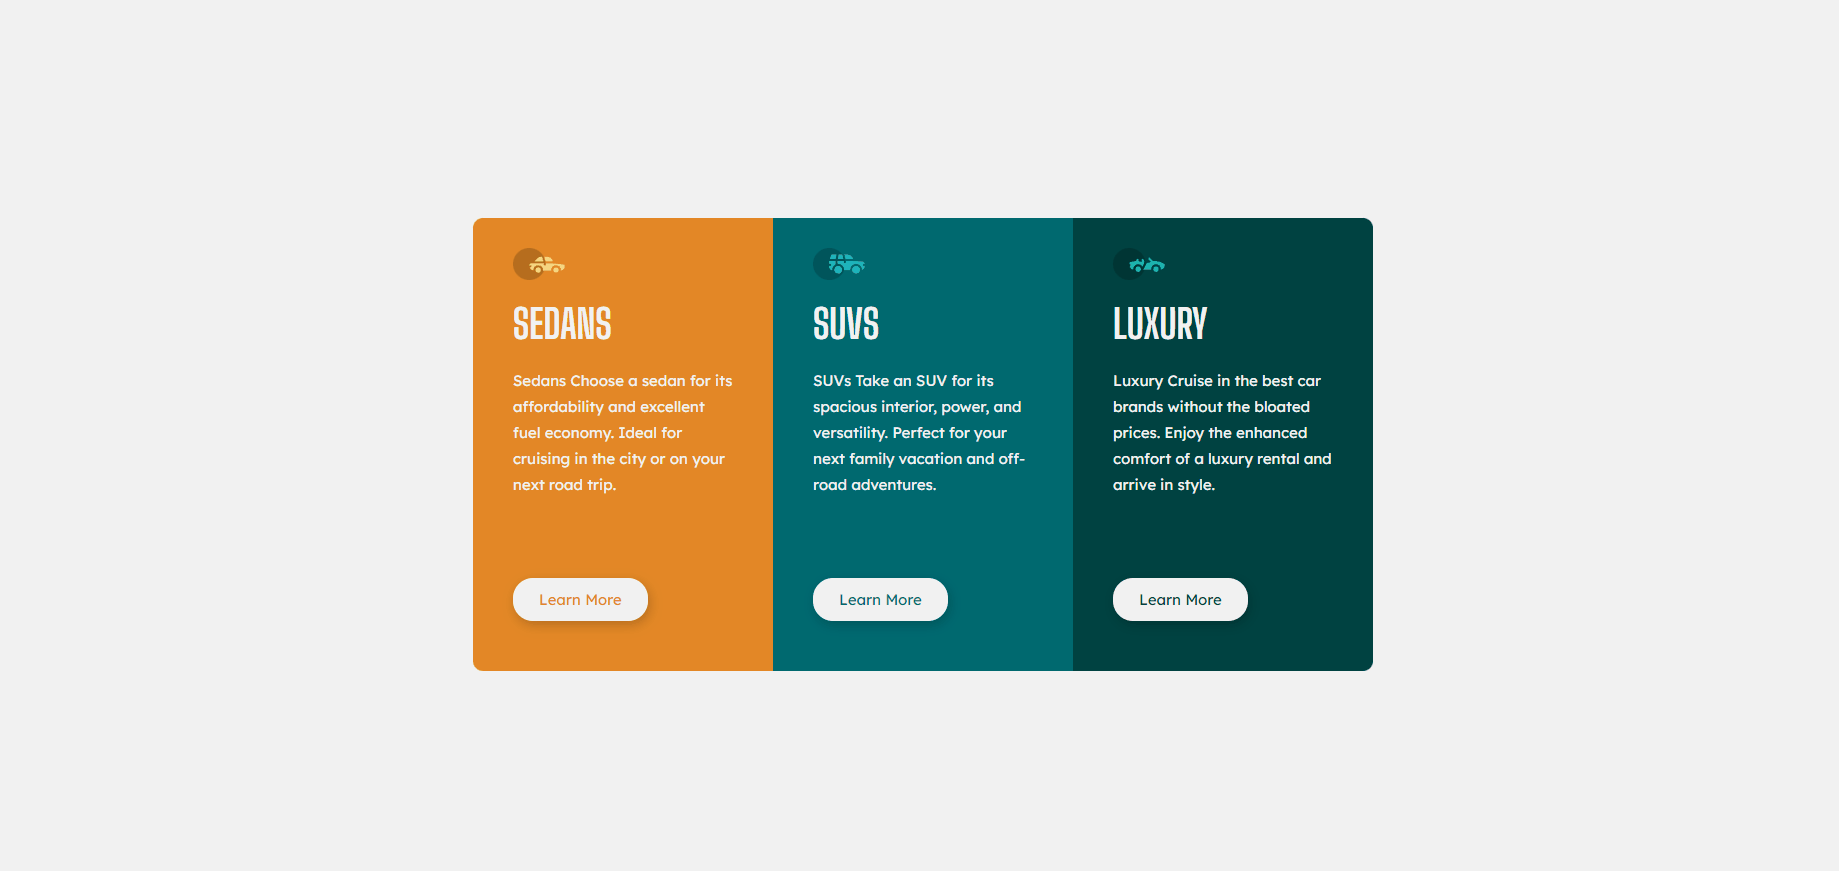 SEDANS
Sedans Choose a sedan for its
affordability and excellent
fuel economy. Ideal for
cruising in the city or on your
next road trip.
Learn More
SUVS
SUVs Take an SUV for its
spacious interior, power, and
versatility. Perfect for your
next family vacation and off-
road adventures.
Learn More
LUXURY
Luxury Cruise in the best car
brands without the bloated
prices. Enjoy the enhanced
comfort of a luxury rental and
arrive in style.
Learn More